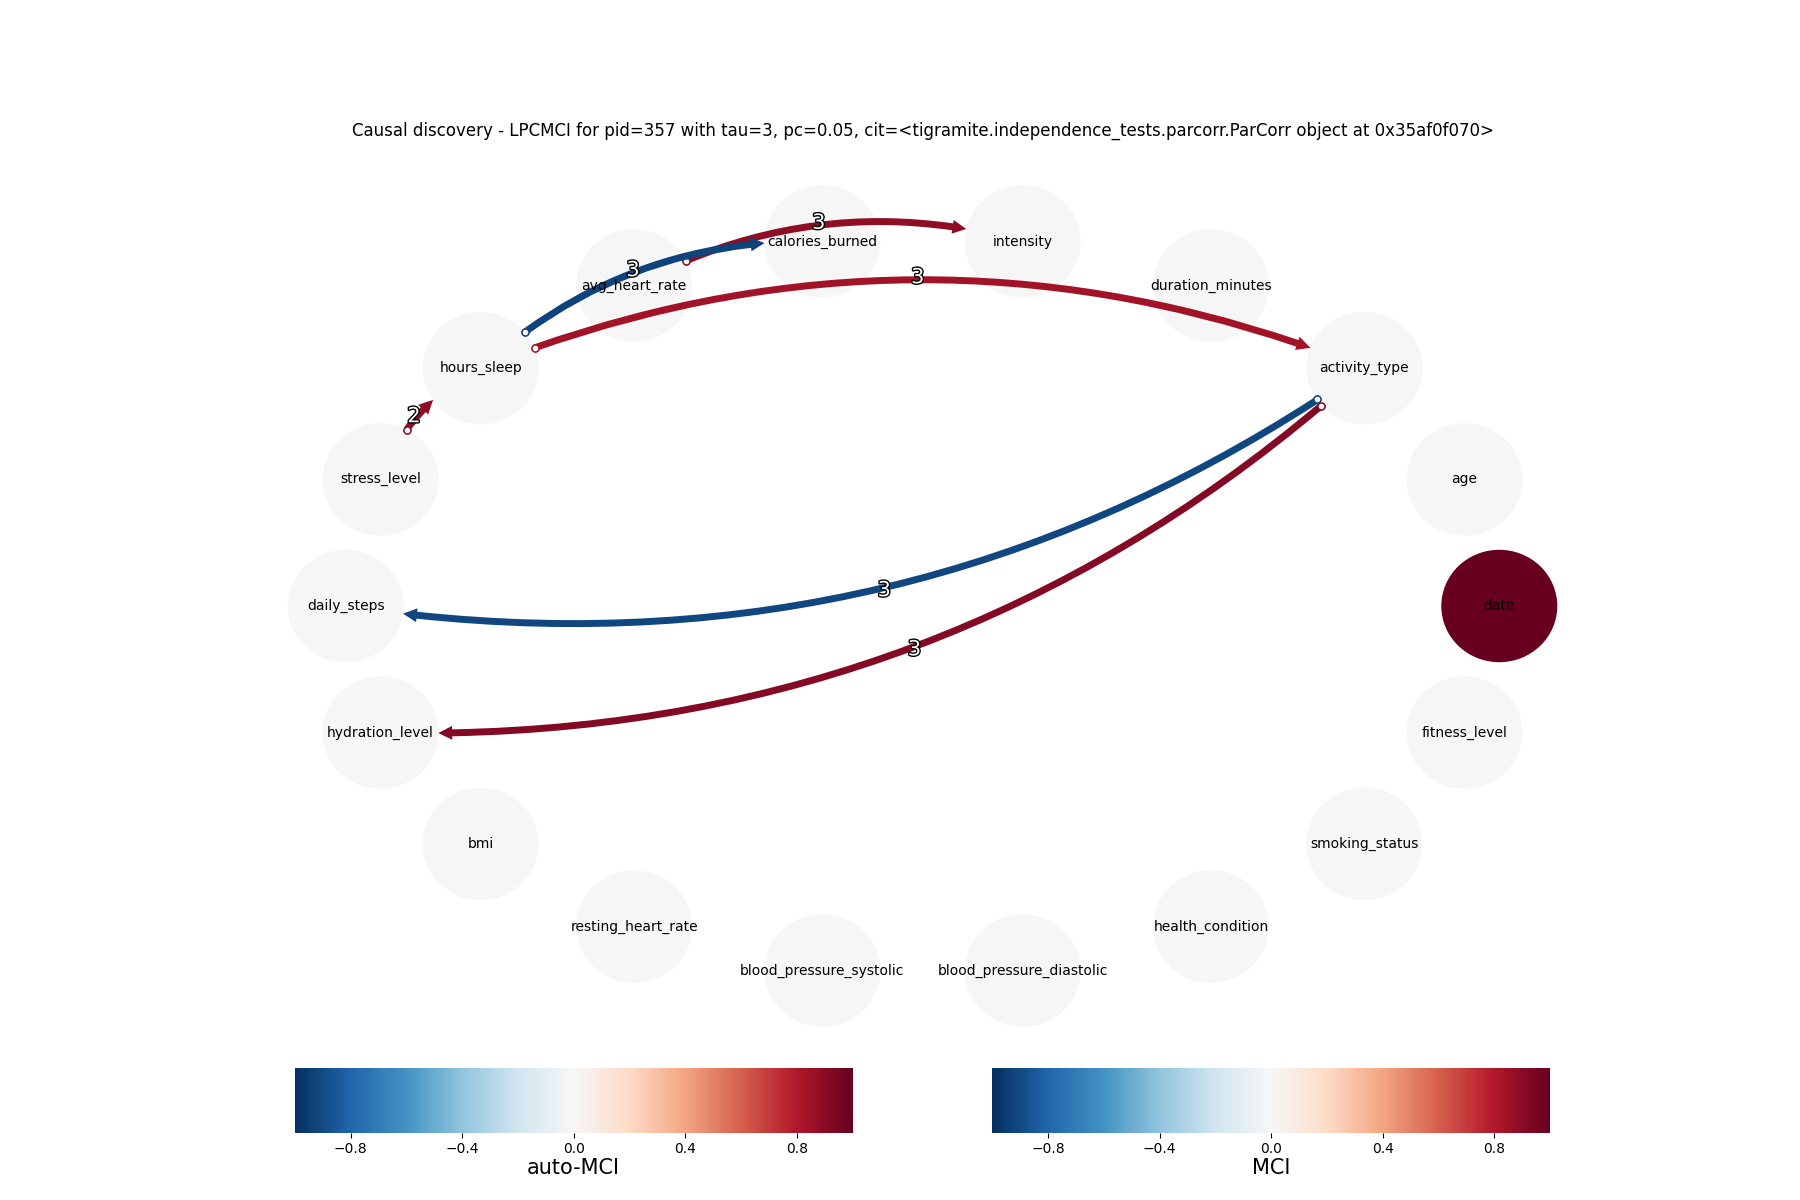 Causal discovery - LPCMCI for pid=357 with tau=3, pc=0.05, cit=<tigramite.independence_tests.parcorr.ParCorr object at 0x35af0f070>
3
calories_burned
intensity
3
avg_heart_rate
3
duration_minutes
hours_sleep
activity_type
2
stress_level
age
3
daily_steps
date
3
hydration_level
fitness_level
bmi
smoking_status
resting_heart_rate
health_condition
blood_pressure_systolic
blood_pressure_diastolic
−0.8 −0.4 0.0 0.4 0.8
auto-MCI
−0.8 −0.4 0.0 0.4 0.8
MCI